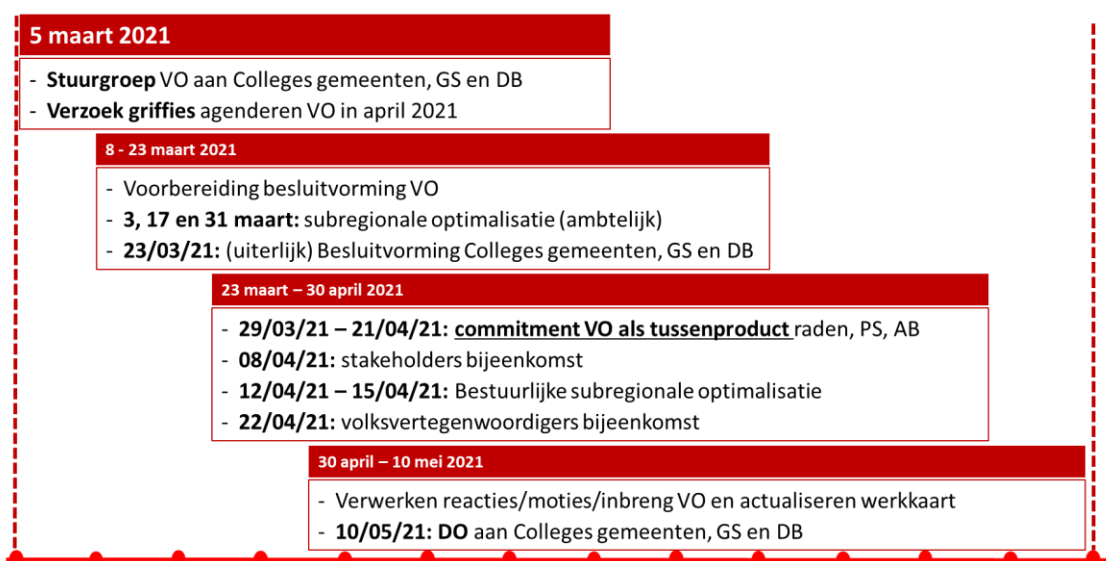 5 maart 2021
- Stuurgroep VO aan Colleges gemeenten, GS en DB
- Verzoek griffies agenderen VO in april 2021
8 - 23 maart 2021
- Voorbereiding besluitvorming VO
- 3, 17 en 31 maart: subregionale optimalisatie (ambtelijk)
- 23/03/21: (uiterlijk) Besluitvorming Colleges gemeenten, GS en DB
23 maart – 30 april 2021
- 29/03/21 – 21/04/21: commitment VO als tussenproduct raden, PS, AB
- 08/04/21: stakeholders bijeenkomst
- 12/04/21 – 15/04/21: Bestuurlijke subregionale optimalisatie
- 22/04/21: volksvertegenwoordigers bijeenkomst
30 april – 10 mei 2021
- Verwerken reacties/moties/inbreng VO en actualiseren werkkaart
- 10/05/21: DO aan Colleges gemeenten, GS en DB